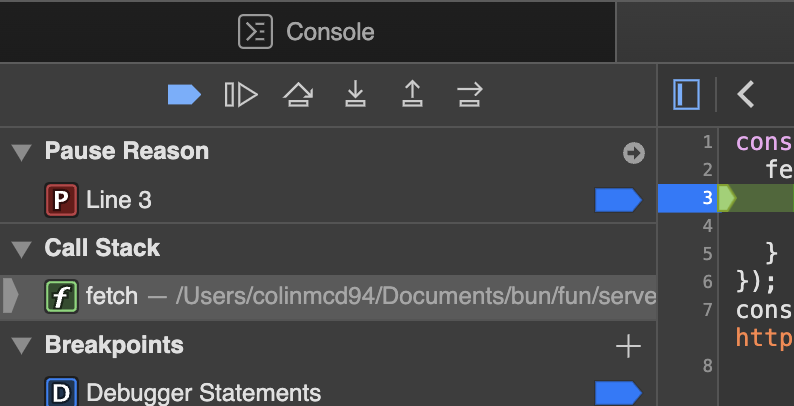 Console
Pause Reason
P Line 3
Call Stack
f fetch — /Users/colinmcd94/Documents/bun/fun/serve
Breakpoints
D Debugger Statements
1 cons
2 fe
3
4
5 }
6 });
7 cons
http
8